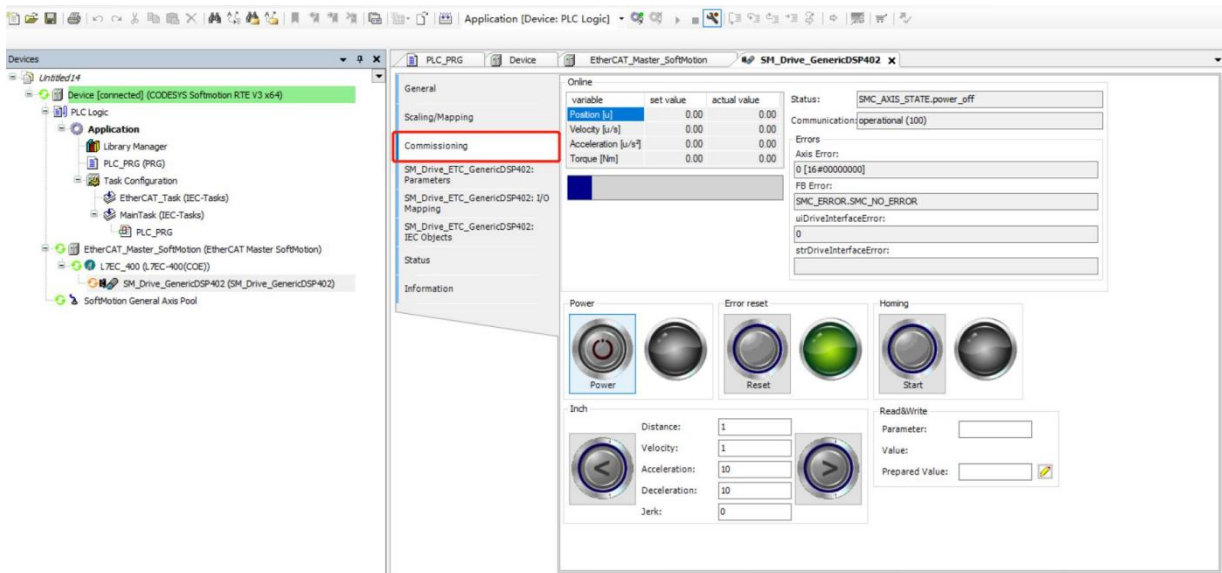 Application [Device: PLC Logic]
Devices
Untitled14
Device [connected] (CODESYS Softmotion RTE V3 x64)
PLC Logic
Application
Library Manager
PLC_PRG (PRG)
Task Configuration
EtherCAT_Task (IEC-Tasks)
MainTask (IEC-Tasks)
PLC_PRG
EtherCAT_Master_SoftMotion (EtherCAT Master SoftMotion)
L7EC_400 (L7EC-400(COE))
SM_Drive_GenericDSP402 (SM_Drive_GenericDSP402)
SoftMotion General Axis Pool
PLC_PRG Device EtherCAT_Master_SoftMotion SM_Drive_GenericDSP402
General
Scaling/Mapping
Commissioning
SM_Drive_ETC_GenericDSP402:
Parameters
SM_Drive_ETC_GenericDSP402: I/O
Mapping
SM_Drive_ETC_GenericDSP402:
IEC Objects
Status
Information
Online
variable set value actual value
Position [u] 0.00 0.00
Velocity [u/s] 0.00 0.00
Acceleration [u/s²] 0.00 0.00
Torque [Nm] 0.00 0.00
Status: SMC_AXIS_STATE.power_off
Communication: operational (100)
Errors
Axis Error:
0 [16#00000000]
FB Error:
SMC_ERROR.SMC_NO_ERROR
uiDriveInterfaceError:
0
strDriveInterfaceError:
Power
Power
Error reset
Reset
Homing
Start
Inch
<
Distance: 1
Velocity: 1
Acceleration: 10
Deceleration: 10
Jerk: 0
>
Read&Write
Parameter:
Value:
Prepared Value: